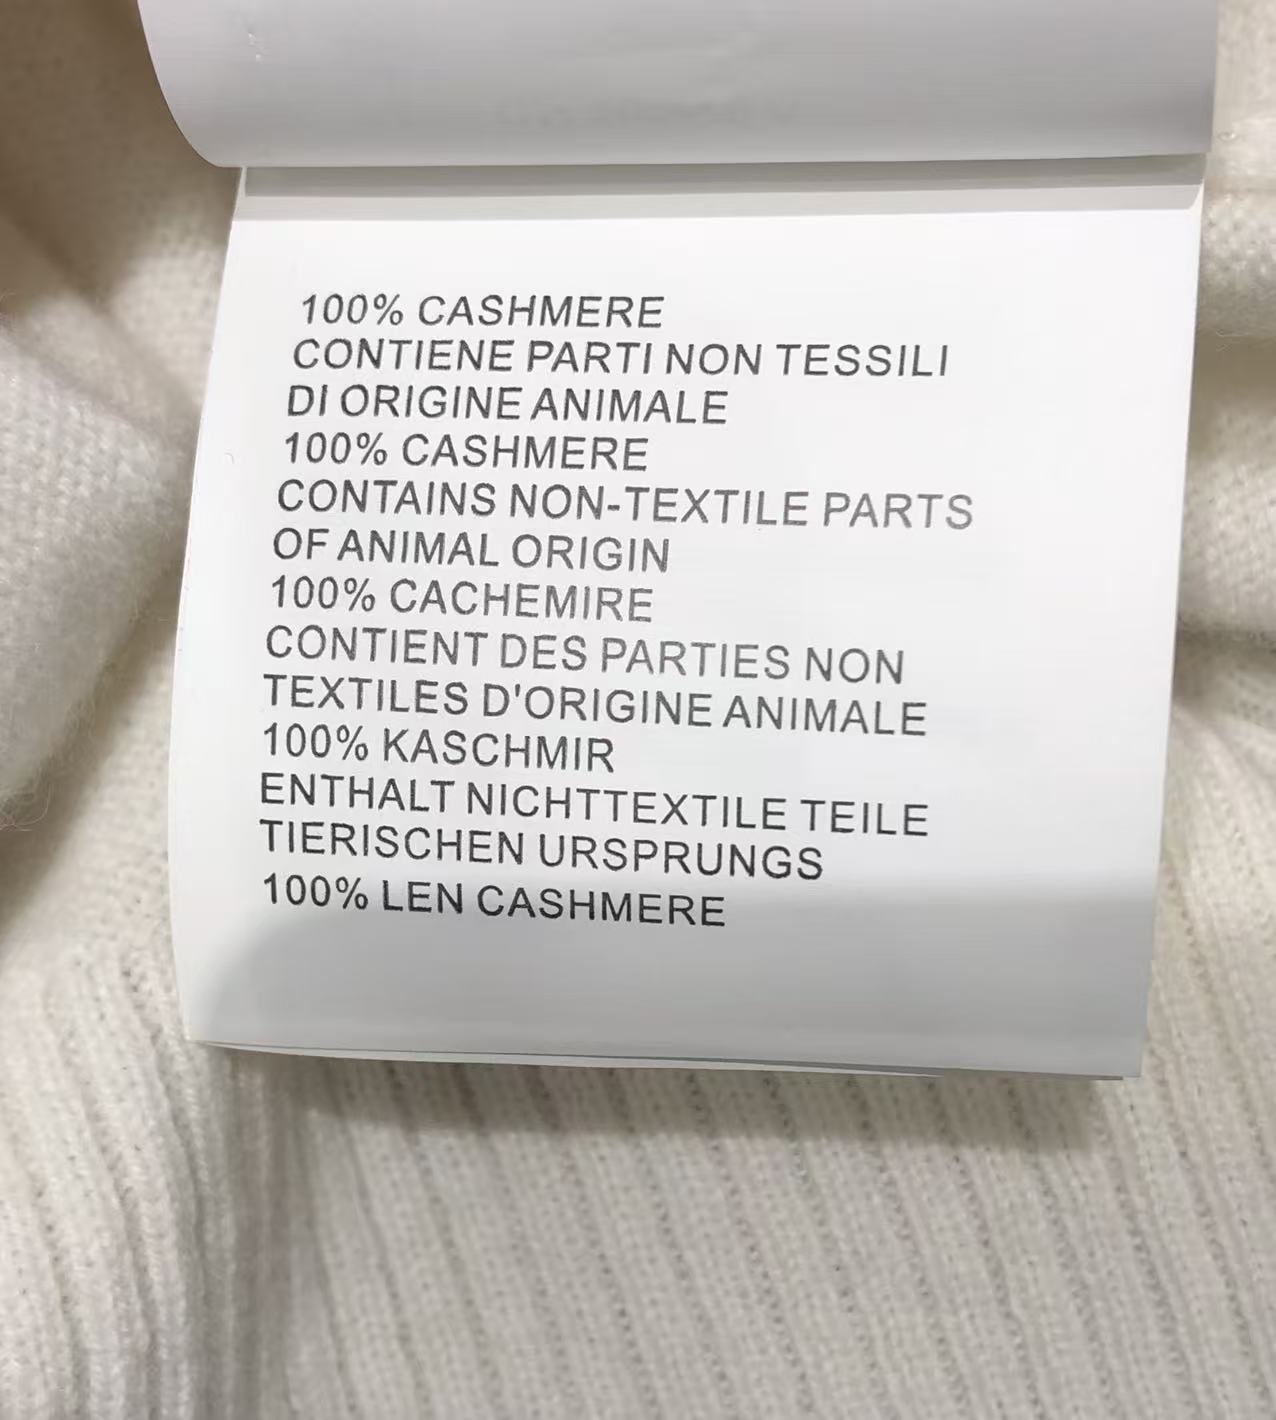 100% CASHMERE
CONTIENE PARTI NON TESSILI
DI ORIGINE ANIMALE
100% CASHMERE
CONTAINS NON-TEXTILE PARTS
OF ANIMAL ORIGIN
100% CACHEMIRE
CONTIENT DES PARTIES NON
TEXTILES D'ORIGINE ANIMALE
100% KASCHMIR
ENTHALT NICHTTEXTILE TEILE
TIERISCHEN URSPRUNGS
100% LEN CASHMERE